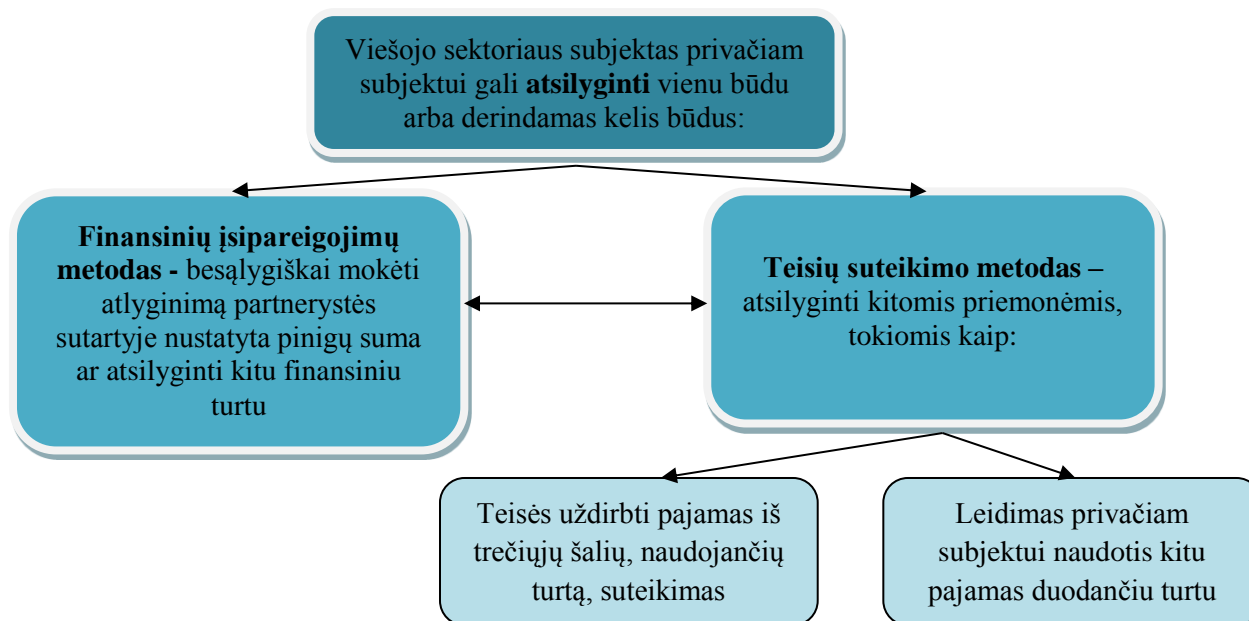 Viešojo sektoriaus subjektas privačiam
subjektui gali atsilyginti vienu būdu
arba derindamas kelis būdus:
Finansinių įsipareigojimų
metodas - besąlygiškai mokėti
atlyginimą partnerystės
sutartyje nustatyta pinigų suma
ar atsilyginti kitu finansiniu
turtu
Teisių suteikimo metodas –
atsilyginti kitomis priemonėmis,
tokiomis kaip:
Teisės uždirbti pajamas iš
trečiųjų šalių, naudojančių
turtą, suteikimas
Leidimas privačiam
subjektui naudotis kitu
pajamas duodančiu turtu